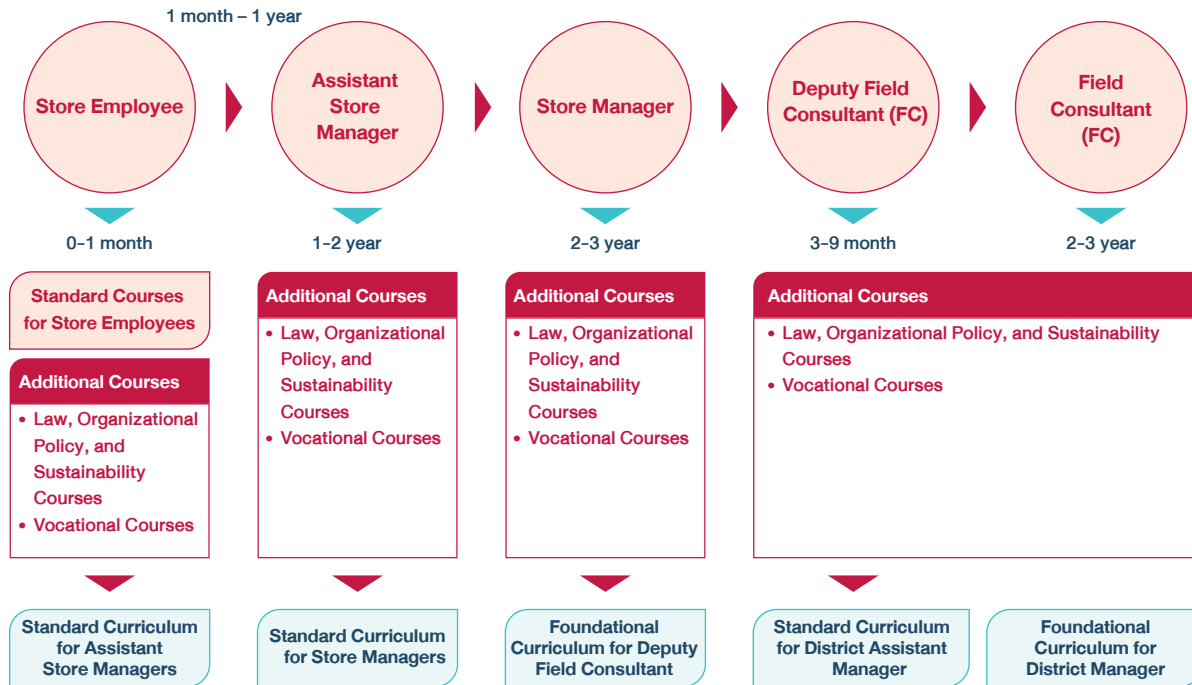 1 month – 1 year
Store Employee
Assistant
Store
Manager
Store Manager
Deputy Field
Consultant (FC)
Field
Consultant
(FC)
0-1 month
1-2 year
2-3 year
3-9 month
2-3 year
Standard Courses
for Store Employees
Additional Courses
• Law, Organizational
Policy, and
Sustainability
Courses
• Vocational Courses
Additional Courses
• Law, Organizational
Policy, and
Sustainability
Courses
• Vocational Courses
Additional Courses
• Law, Organizational
Policy, and
Sustainability
Courses
• Vocational Courses
Additional Courses
• Law, Organizational Policy, and Sustainability
Courses
• Vocational Courses
Standard Curriculum
for Assistant
Store Managers
Standard Curriculum
for Store Managers
Foundational
Curriculum for Deputy
Field Consultant
Standard Curriculum
for District Assistant
Manager
Foundational
Curriculum for
District Manager